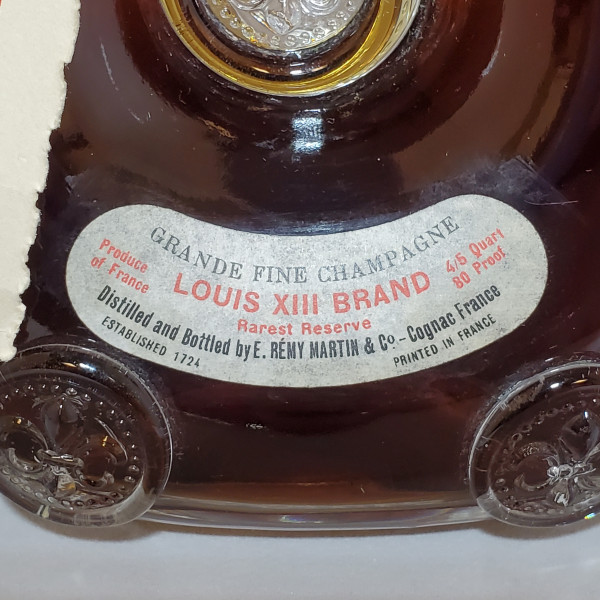 GRANDE FINE CHAMPAGNE
Produce
of France
LOUIS XIII BRAND
4/5 Quart
80 Proof
Rarest Reserve
Distilled and Bottled by E. RÉMY MARTIN & Co. - Cognac France
ESTABLISHED 1724
PRINTED IN FRANCE